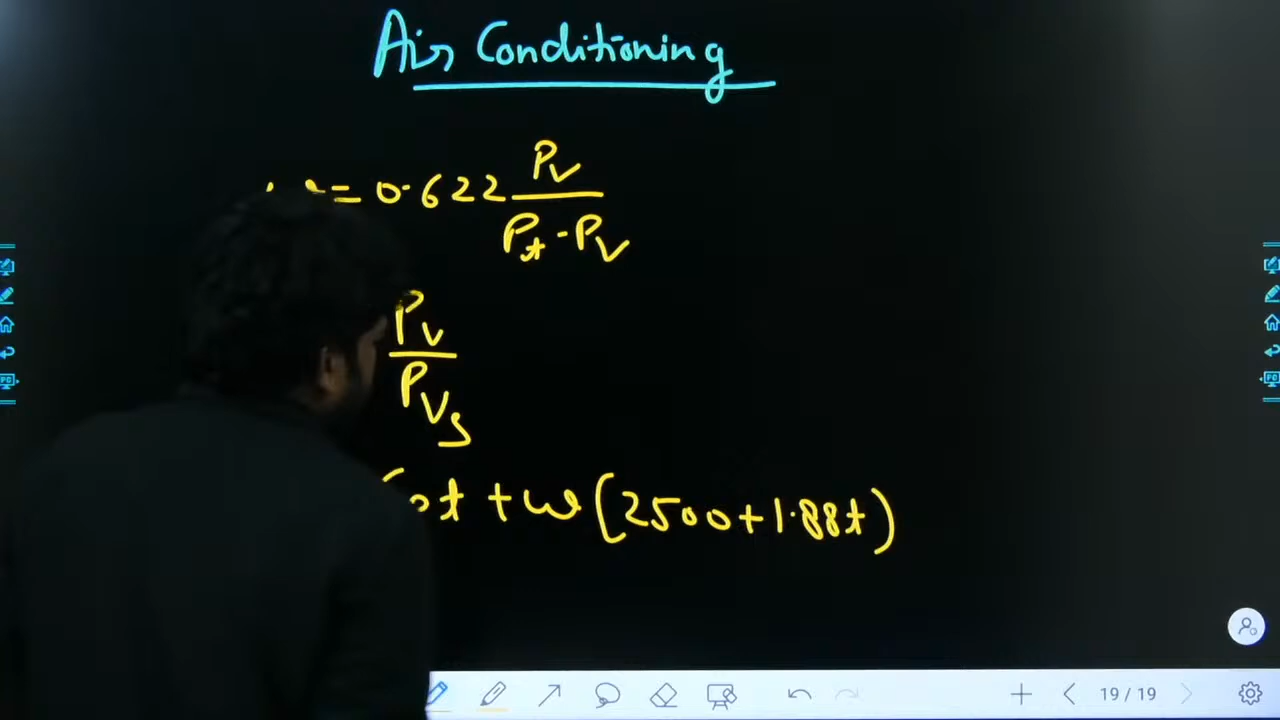 Air Conditioning
= 0.622 Pv / Pt - Pv
Pv / Pvs
t + ω (2500 + 1.88t)
19 / 19